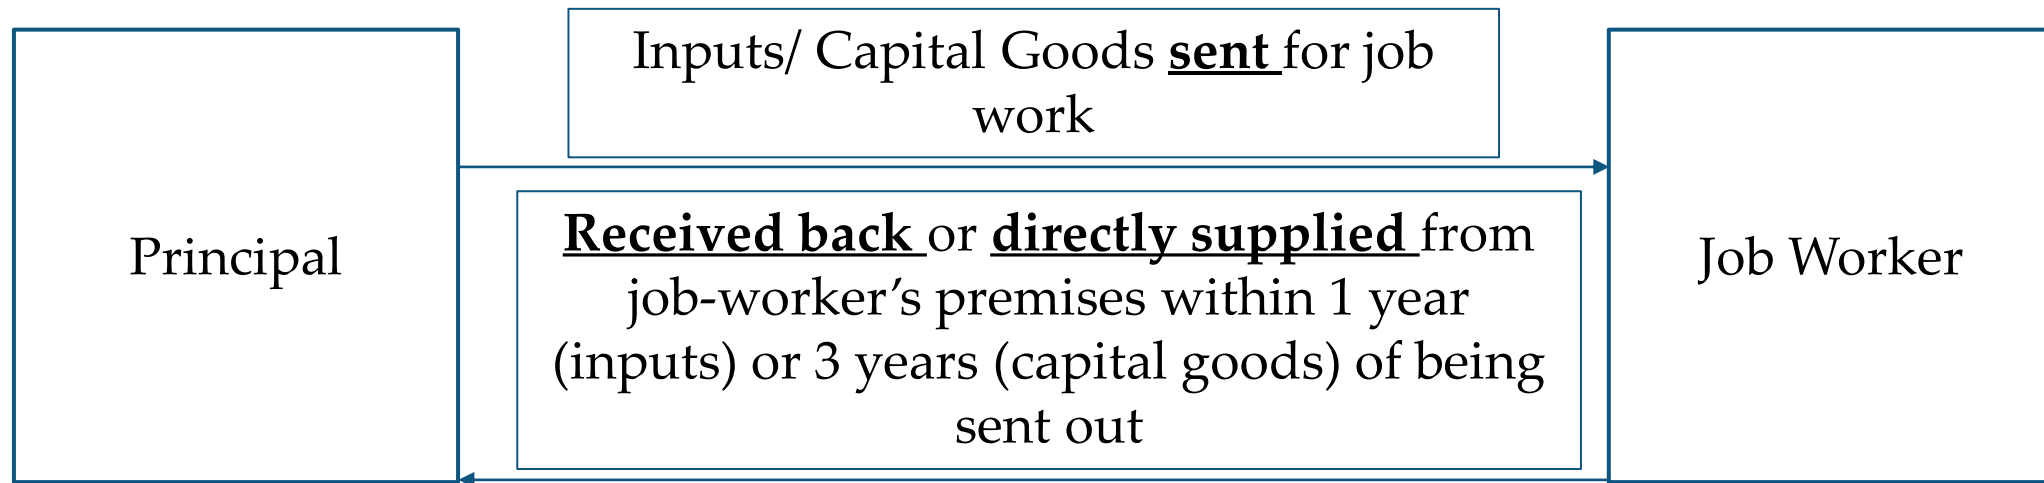 Principal
Inputs/ Capital Goods sent for job
work
Received back or directly supplied from
job-worker’s premises within 1 year
(inputs) or 3 years (capital goods) of being
sent out
Job Worker